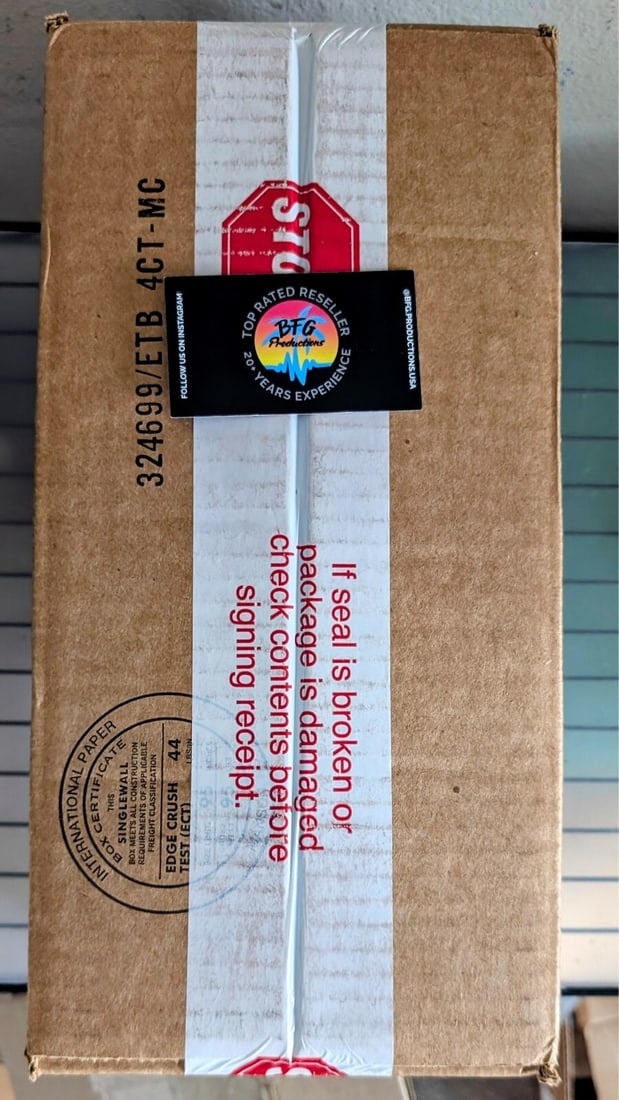 324699/ETB 4CT-MC
STO
FOLLOW US ON INSTAGRAM
TOP RATED RESELLER
BFG
Productions
20+ YEARS EXPERIENCE
@BFG.PRODUCTIONS.USA
If seal is broken or
package is damaged
check contents before
signing receipt.
INTERNATIONAL PAPER
BOX CERTIFICATE
THIS
SINGLEWALL
BOX MEETS ALL CONSTRUCTION
REQUIREMENTS OF APPLICABLE
FREIGHT CLASSIFICATION
EDGE CRUSH
TEST (ECT)
44